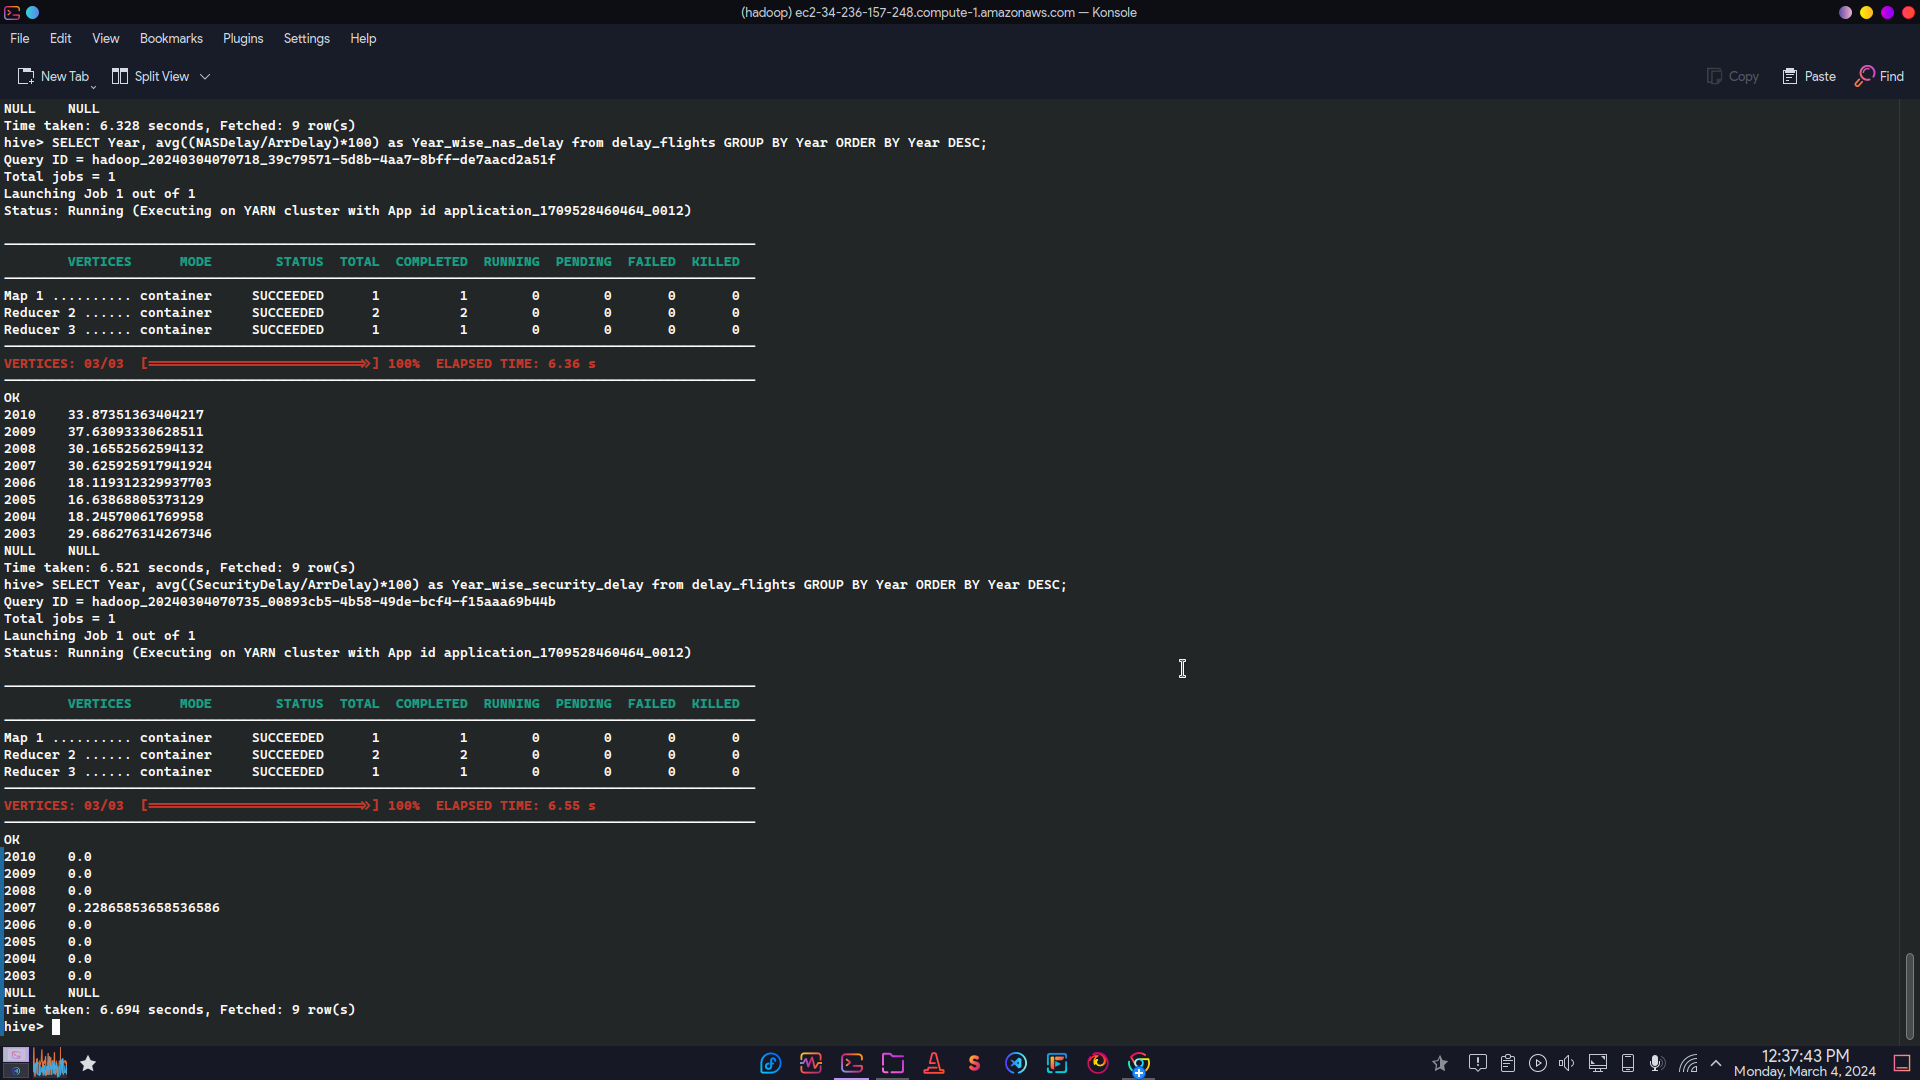 (hadoop) ec2-34-236-157-248.compute-1.amazonaws.com — Konsole
File Edit View Bookmarks Plugins Settings Help
New Tab Split View Copy Paste Find
NULL    NULL
Time taken: 6.328 seconds, Fetched: 9 row(s)
hive> SELECT Year, avg((NASDelay/ArrDelay)*100) as Year_wise_nas_delay from delay_flights GROUP BY Year ORDER BY Year DESC;
Query ID = hadoop_20240304070718_39c79571-5d8b-4aa7-8bff-de7aacd2a51f
Total jobs = 1
Launching Job 1 out of 1
Status: Running (Executing on YARN cluster with App id application_1709528460464_0012)
VERTICES      MODE        STATUS  TOTAL  COMPLETED  RUNNING  PENDING  FAILED  KILLED
Map 1 .......... container     SUCCEEDED      1          1        0        0       0       0
Reducer 2 ...... container     SUCCEEDED      2          2        0        0       0       0
Reducer 3 ...... container     SUCCEEDED      1          1        0        0       0       0
VERTICES: 03/03  [==========================>>] 100%  ELAPSED TIME: 6.36 s
OK
2010    33.87351363404217
2009    37.63093330628511
2008    30.16552562594132
2007    30.625925917941924
2006    18.119312329937703
2005    16.63868805373129
2004    18.24570061769958
2003    29.686276314267346
NULL    NULL
Time taken: 6.521 seconds, Fetched: 9 row(s)
hive> SELECT Year, avg((SecurityDelay/ArrDelay)*100) as Year_wise_security_delay from delay_flights GROUP BY Year ORDER BY Year DESC;
Query ID = hadoop_20240304070735_00893cb5-4b58-49de-bcf4-f15aaa69b44b
Total jobs = 1
Launching Job 1 out of 1
Status: Running (Executing on YARN cluster with App id application_1709528460464_0012)
VERTICES      MODE        STATUS  TOTAL  COMPLETED  RUNNING  PENDING  FAILED  KILLED
Map 1 .......... container     SUCCEEDED      1          1        0        0       0       0
Reducer 2 ...... container     SUCCEEDED      2          2        0        0       0       0
Reducer 3 ...... container     SUCCEEDED      1          1        0        0       0       0
VERTICES: 03/03  [==========================>>] 100%  ELAPSED TIME: 6.55 s
OK
2010    0.0
2009    0.0
2008    0.0
2007    0.22865853658536586
2006    0.0
2005    0.0
2004    0.0
2003    0.0
NULL    NULL
Time taken: 6.694 seconds, Fetched: 9 row(s)
hive>
12:37:43 PM
Monday, March 4, 2024